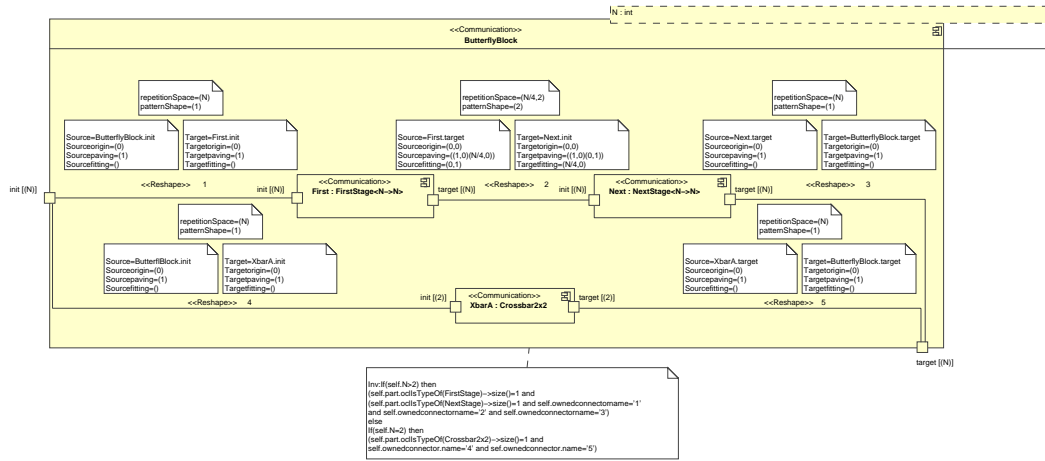 N : int
<<Communication>>
ButterflyBlock
repetitionSpace=(N)
patternShape=(1)
repetitionSpace=(N/4,2)
patternShape=(2)
repetitionSpace=(N)
patternShape=(1)
Source=ButterflyBlock.init
Sourceorigin=(0)
Sourcepaving=(1)
Sourcefitting=()
Target=First.init
Targetorigin=(0)
Targetpaving=(1)
Targetfitting=()
Source=First.target
Sourceorigin=(0,0)
Sourcepaving=((1,0)(N/4,0))
Sourcefitting=(0,1)
Target=Next.init
Targetorigin=(0,0)
Targetpaving=((1,0)(0,1))
Targetfitting=(N/4,0)
Source=Next.target
Sourceorigin=(0)
Sourcepaving=(1)
Sourcefitting=()
Target=ButterflyBlock.target
Targetorigin=(0)
Targetpaving=(1)
Targetfitting=()
init [(N)]
<<Reshape>> 1
init [(N)]
<<Communication>>
First : FirstStage<N->N>
target [(N)]
<<Reshape>> 2
init [(N)]
<<Communication>>
Next : NextStage<N->N>
target [(N)]
<<Reshape>> 3
repetitionSpace=(N)
patternShape=(1)
repetitionSpace=(N)
patternShape=(1)
Source=ButterflBlock.init
Sourceorigin=(0)
Sourcepaving=(1)
Sourcefitting=()
Target=XbarA.init
Targetorigin=(0)
Targetpaving=(1)
Targetfitting=()
Source=XbarA.target
Sourceorigin=(0)
Sourcepaving=(1)
Sourcefitting=()
Target=ButterflyBlock.target
Targetorigin=(0)
Targetpaving=(1)
Targetfitting=()
<<Reshape>> 4
init [(2)]
<<Communication>>
XbarA : Crossbar2x2
target [(2)]
<<Reshape>> 5
target [(N)]
Inv:If(self.N>2) then
(self.part.oclIsTypeOf(FirstStage)->size()=1 and
(self.part.oclIsTypeOf(NextStage)->size()=1 and self.ownedconnectorname='1'
and self.ownedconnectorname='2' and self.ownedconnectorname='3')
else
If(self.N=2) then
(self.part.oclIsTypeOf(Crossbar2x2)->size()=1 and
self.ownedconnector.name='4' and sef.ownedconnector.name='5')